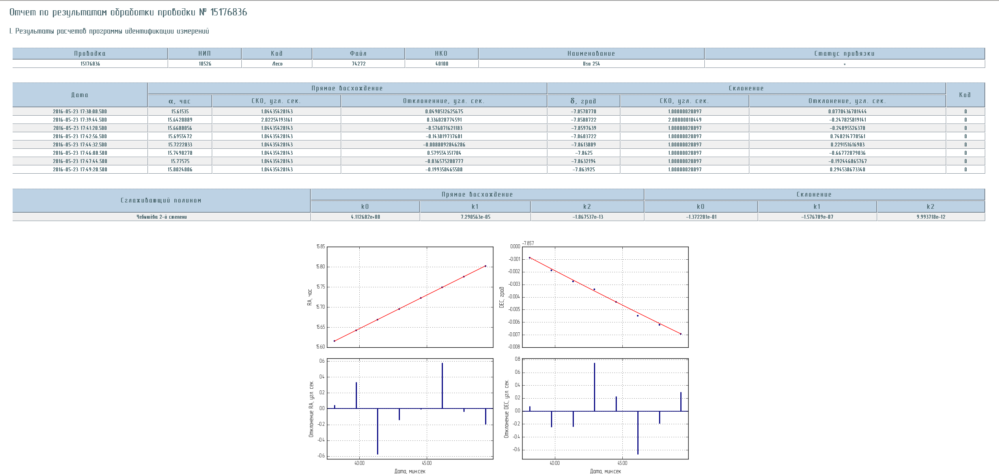 Отчет по результатам обработки проводки № 15176836
I. Результаты расчетов программы идентификации измерений
Проводка НИП Код Файл НКО Наименование Статус привязки
15176836 10526 Лесо 74272 40100 Usa 254 +
Прямое восхождение Склонение
Дата Код
α, час СКО, угл. сек. Отклоненние, угл. сек. δ, град СКО, угл. сек. Отклонение, угл. сек.
2016-05-23 17:38:08.500 15.61535 1.04435428143 0.0490512625675 -7.8578778 1.00000020897 0.0770436781444 0
2016-05-23 17:39:44.500 15.6420889 2.02254193161 0.336028774591 -7.8588722 2.00000010449 -0.247825819141 0
2016-05-23 17:41:20.500 15.6688056 1.04435428143 -0.576071621183 -7.8597639 1.00000020897 -0.24095526378 0
2016-05-23 17:42:56.500 15.6955472 1.04435428143 -0.143819737681 -7.8603722 1.00000020897 0.748214770561 0
2016-05-23 17:44:32.500 15.7222833 1.04435428143 -0.0088092846286 -7.8613889 1.00000020897 0.229151616983 0
2016-05-23 17:46:08.500 15.7490278 1.04435428143 0.579554351704 -7.8625 1.00000020897 -0.66772079036 0
2016-05-23 17:47:44.500 15.77575 1.04435428143 -0.036575280777 -7.8632194 1.00000020897 -0.192446865767 0
2016-05-23 17:49:20.500 15.8024806 1.04435428143 -0.199358465508 -7.863925 1.00000020897 0.294538673348 0
Прямое восхождение Склонение
Сглаживающий полином
k0 k1 k2 k0 k1 k2
Чебышёва 2-й степени 4.112682e+00 7.290563e-05 -1.867537e-13 -1.372201e-01 -1.576789e-07 9.993718e-12
15.85
15.80
15.75
15.70
15.65
15.60
RA, час
-7.857
0.000
-0.001
-0.002
-0.003
-0.004
-0.005
-0.006
-0.007
-0.008
DEC, град
0.6
0.4
0.2
0.0
-0.2
-0.4
-0.6
Отклонение RA, угл. сек.
40:00 45:00
Дата, мин:сек
0.8
0.6
0.4
0.2
0.0
-0.2
-0.4
-0.6
Отклонение DEC, угл. сек.
40:00 45:00
Дата, мин:сек